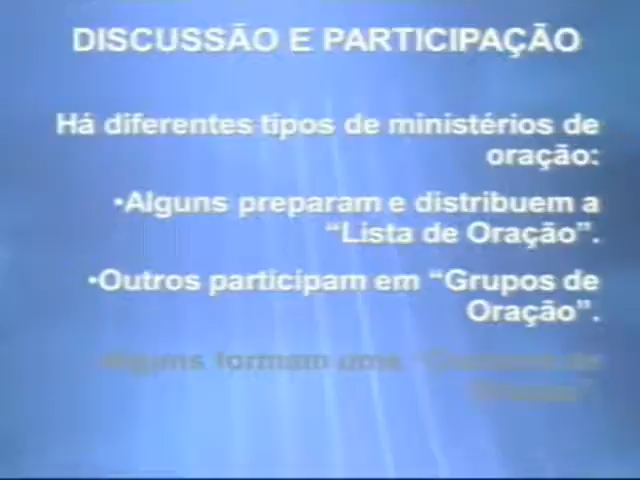 DISCUSSÃO E PARTICIPAÇÃO
Há diferentes tipos de ministérios de
oração:
•Alguns preparam e distribuem a
“Lista de Oração”.
•Outros participam em “Grupos de
Oração”.
Alguns formam uma